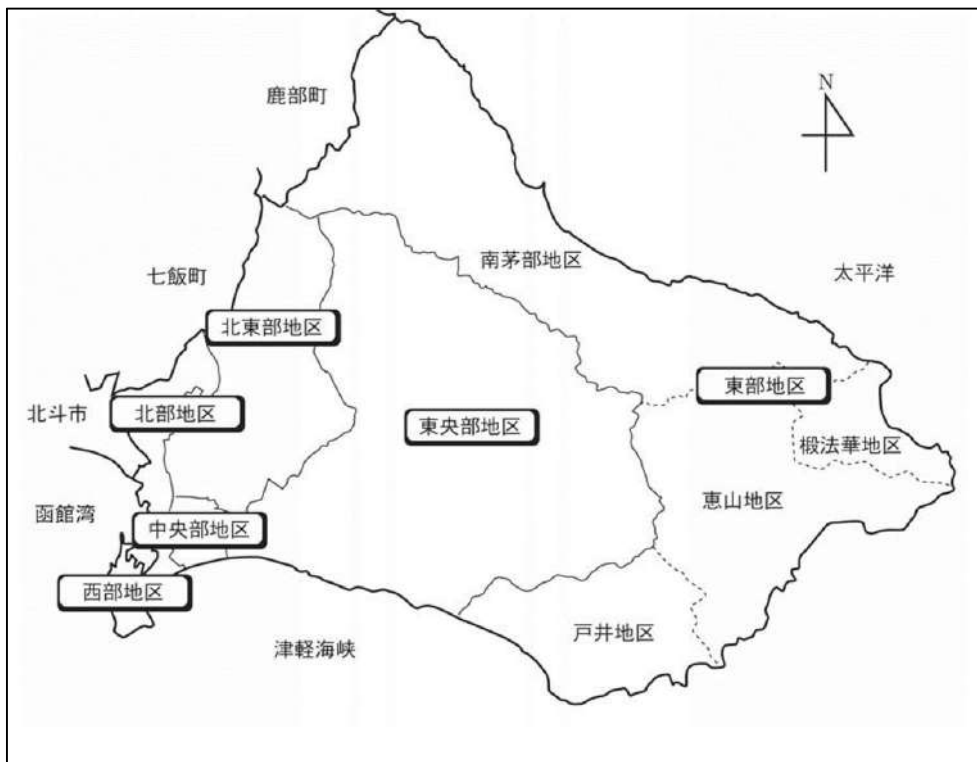 鹿部町
N
南茅部地区
太平洋
七飯町
北東部地区
東部地区
北斗市
北部地区
東央部地区
椴法華地区
恵山地区
函館湾
中央部地区
西部地区
戸井地区
津軽海峡